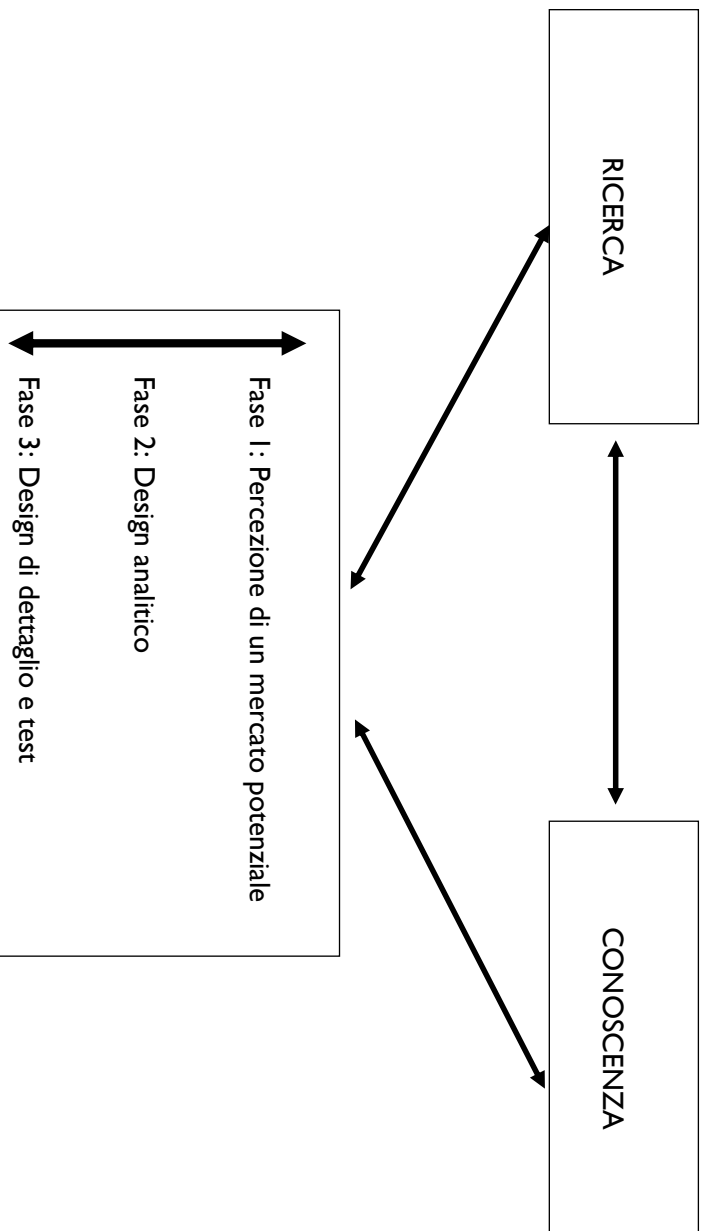 RICERCA
CONOSCENZA
Fase 1: Percezione di un mercato potenziale
Fase 2: Design analitico
Fase 3: Design di dettaglio e test